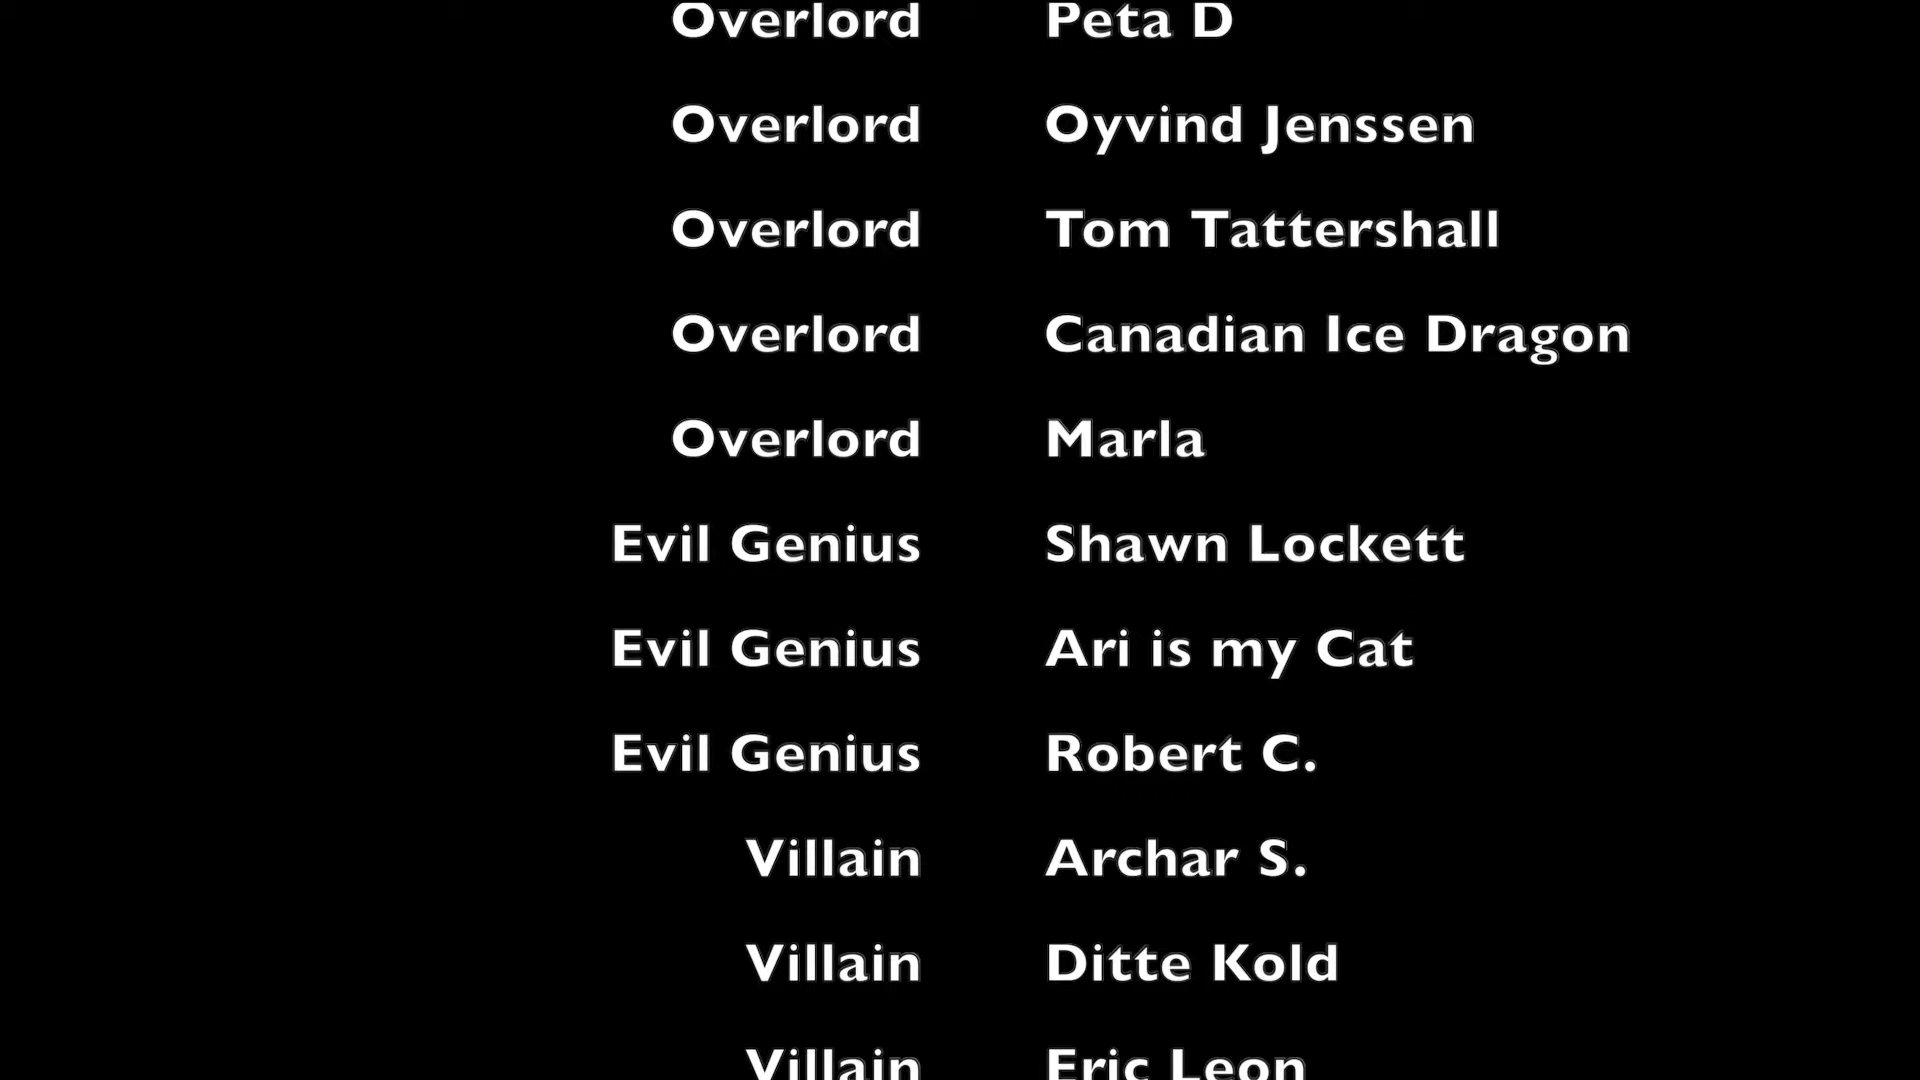 Overlord Peta D
Overlord Oyvind Jenssen
Overlord Tom Tattershall
Overlord Canadian Ice Dragon
Overlord Marla
Evil Genius Shawn Lockett
Evil Genius Ari is my Cat
Evil Genius Robert C.
Villain Archar S.
Villain Ditte Kold
Villain Eric Leon